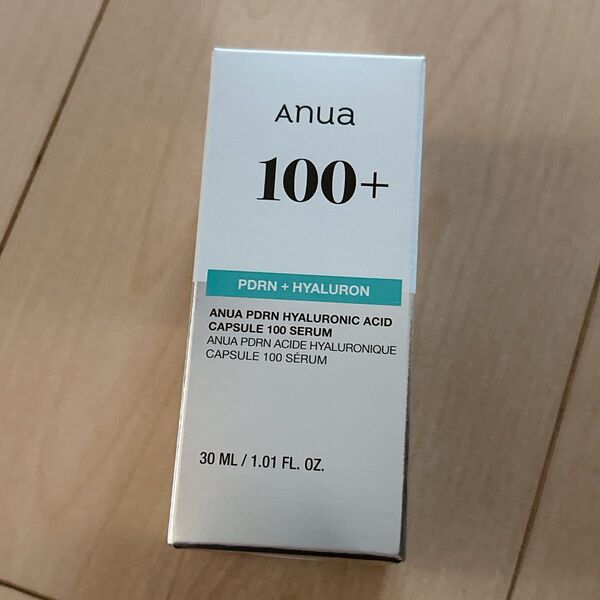 Anua
100+
PDRN + HYALURON
ANUA PDRN HYALURONIC ACID
CAPSULE 100 SERUM
ANUA PDRN ACIDE HYALURONIQUE
CAPSULE 100 SÉRUM
30 ML / 1.01 FL. OZ.